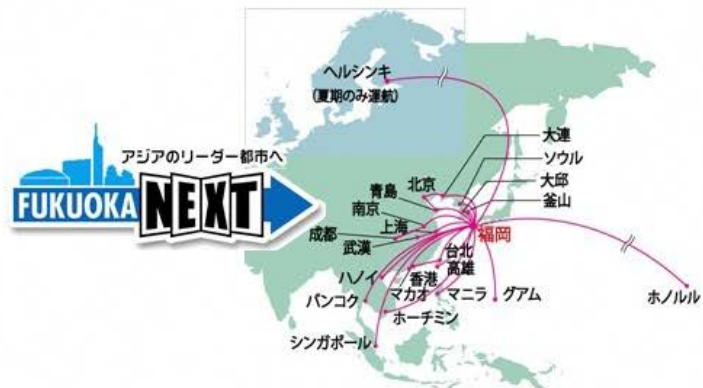 ヘルシンキ
(夏期のみ運航)
アジアのリーダー都市へ
FUKUOKA NEXT
大連
ソウル
大邱
釜山
北京
青島
南京
上海
成都
武漢
福岡
台北
高雄
香港
ハノイ
マカオ
マニラ
グアム
バンコク
ホーチミン
シンガポール
ホノルル